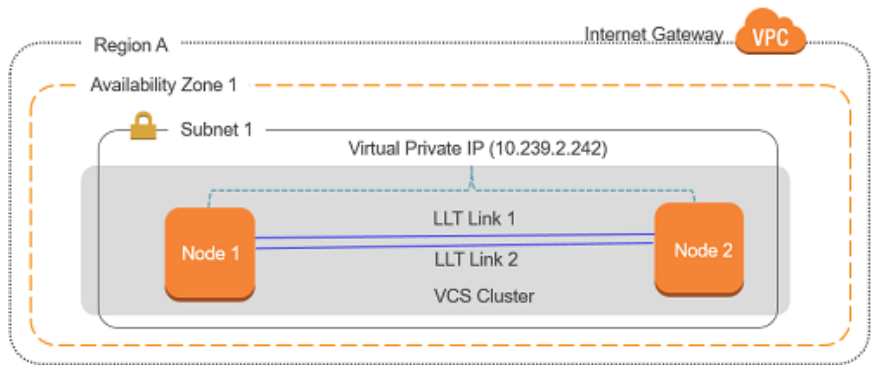 Internet Gateway
VPC
Region A
Availability Zone 1
Subnet 1
Virtual Private IP (10.239.2.242)
LLT Link 1
Node 1
Node 2
LLT Link 2
VCS Cluster